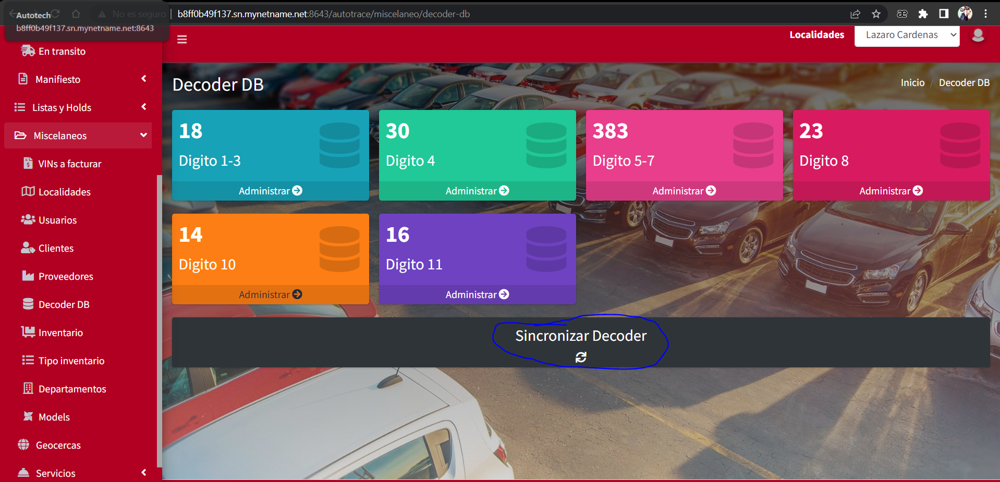 Autotech
b8ff0b49f137.sn.mynetname.net:8643
No es seguro
b8ff0b49f137.sn.mynetname.net:8643/autotrace/miscelaneo/decoder-db
Localidades
Lazaro Cardenas
En transito
Manifiesto
Listas y Holds
Miscelaneos
VINs a facturar
Localidades
Usuarios
Clientes
Proveedores
Decoder DB
Inventario
Tipo inventario
Departamentos
Models
Geocercas
Servicios
Decoder DB
Inicio / Decoder DB
18
Digito 1-3
Administrar
30
Digito 4
Administrar
383
Digito 5-7
Administrar
23
Digito 8
Administrar
14
Digito 10
Administrar
16
Digito 11
Administrar
Sincronizar Decoder